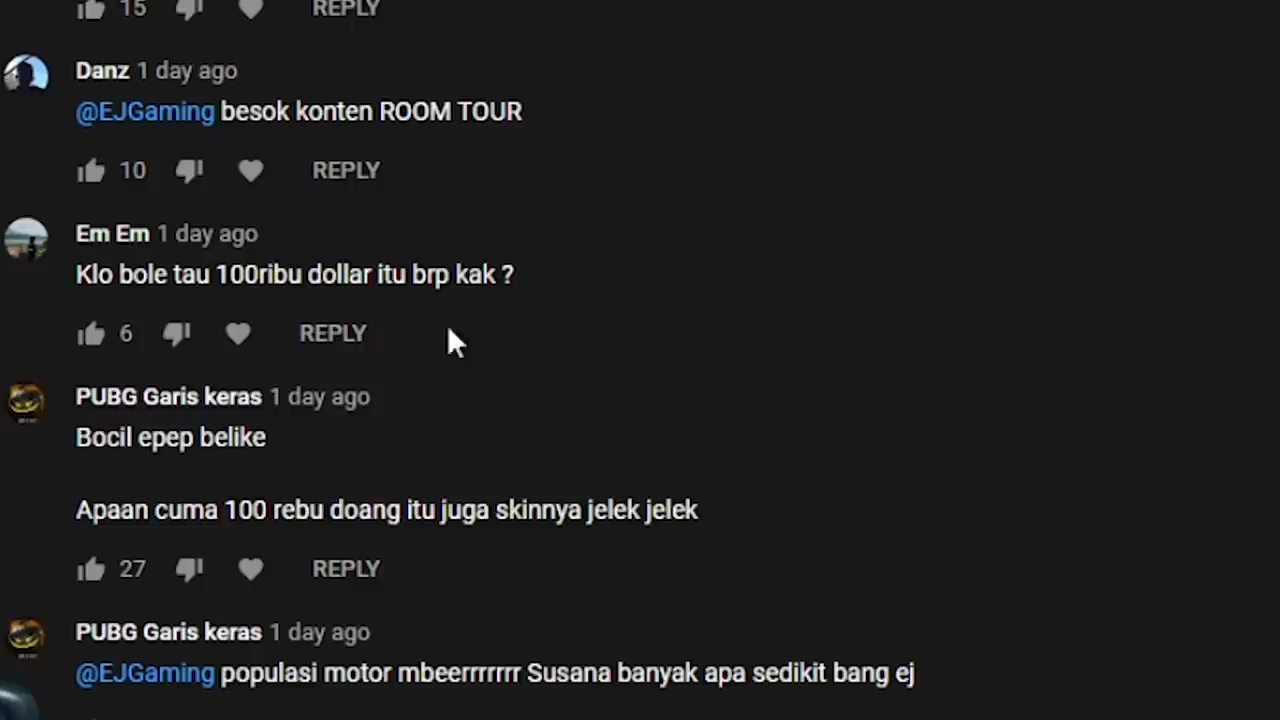 15 REPLY
Danz 1 day ago
@EJGaming besok konten ROOM TOUR
10 REPLY
Em Em 1 day ago
Klo bole tau 100ribu dollar itu brp kak ?
6 REPLY
PUBG Garis keras 1 day ago
Bocil epep belike
Apaan cuma 100 rebu doang itu juga skinnya jelek jelek
27 REPLY
PUBG Garis keras 1 day ago
@EJGaming populasi motor mbeerrrrrrr Susana banyak apa sedikit bang ej